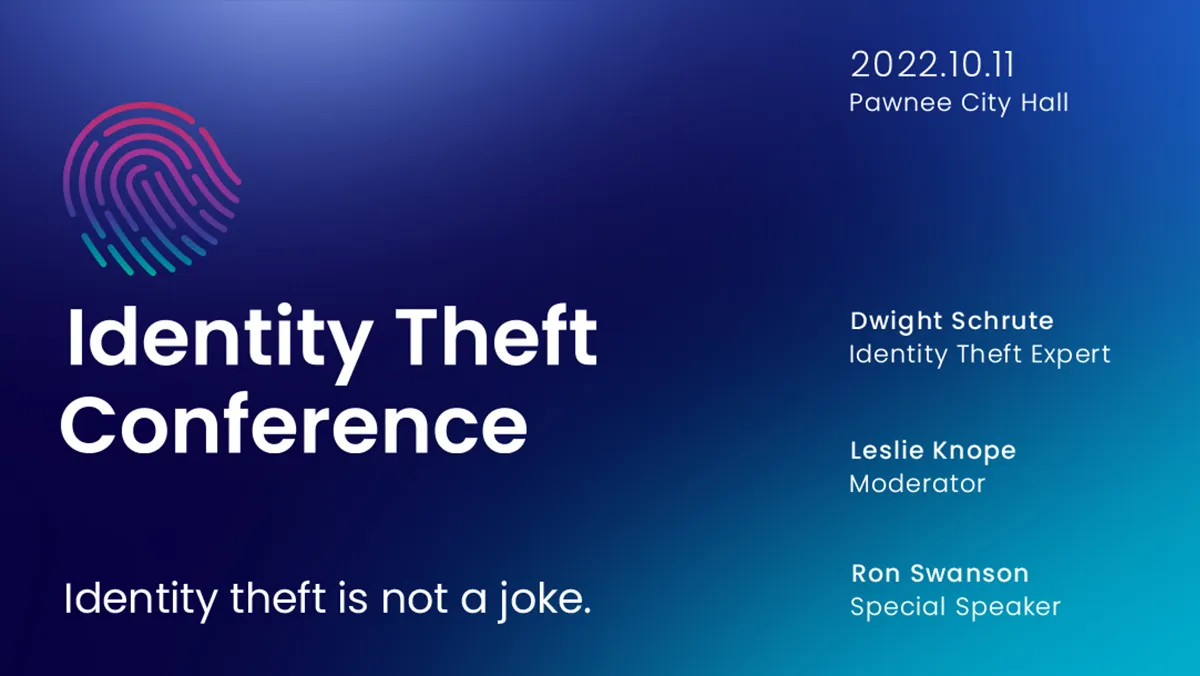 2022.10.11
Pawnee City Hall
Identity Theft
Conference
Identity theft is not a joke.
Dwight Schrute
Identity Theft Expert
Leslie Knope
Moderator
Ron Swanson
Special Speaker